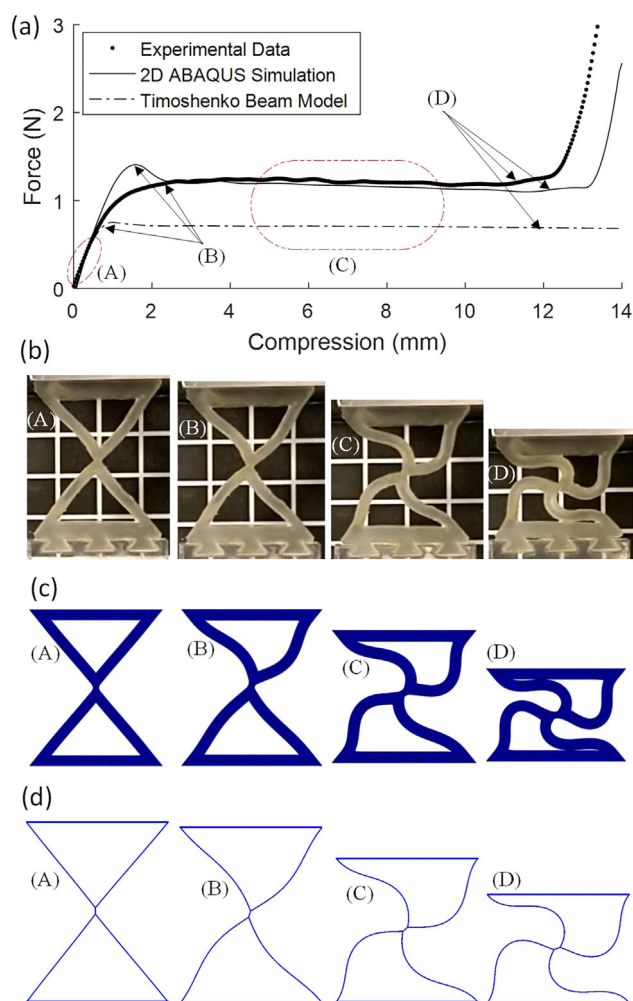 (a)
3
2
1
0
Force (N)
Experimental Data
2D ABAQUS Simulation
Timoshenko Beam Model
(A)
(B)
(C)
(D)
0 2 4 6 8 10 12 14
Compression (mm)
(b)
(A)
(B)
(C)
(D)
(c)
(A)
(B)
(C)
(D)
(d)
(A)
(B)
(C)
(D)